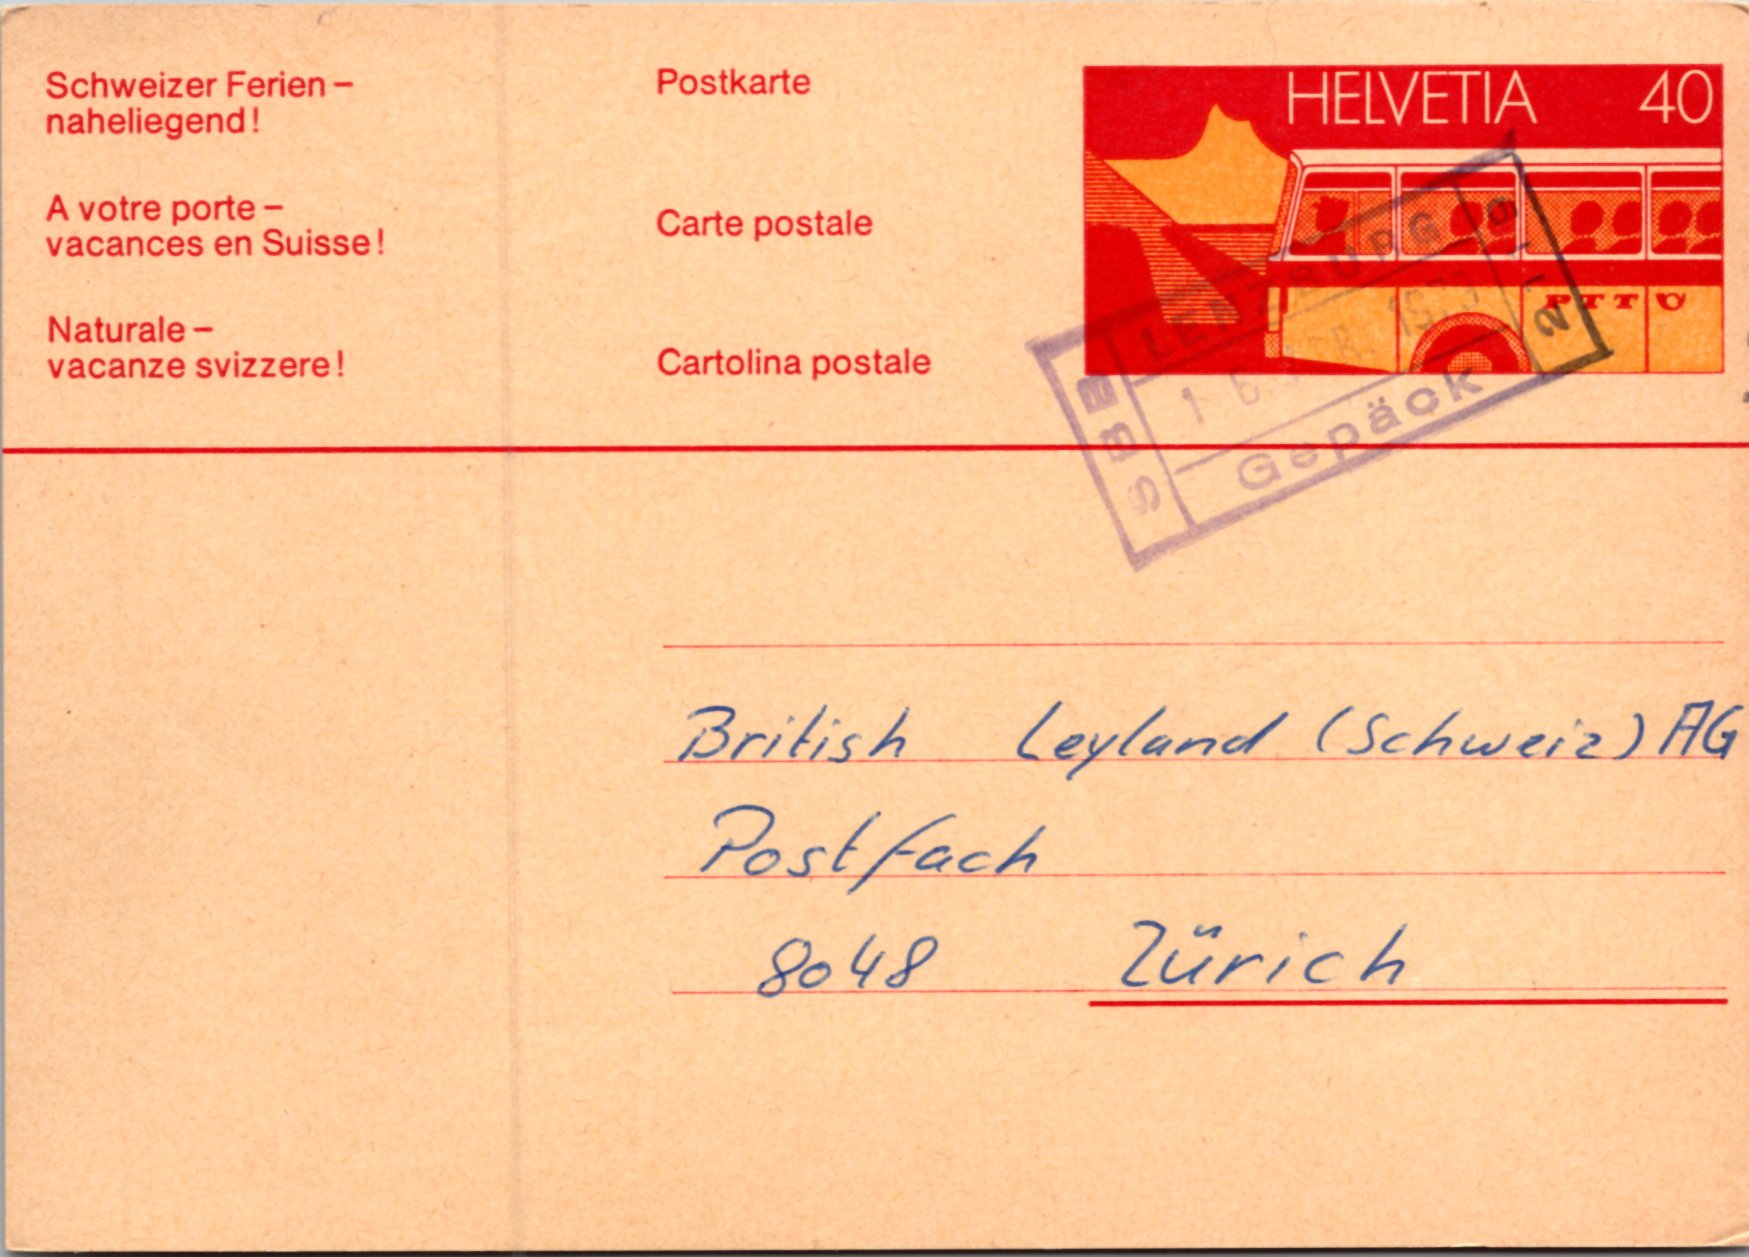 Schweizer Ferien –
naheliegend!
A votre porte –
vacances en Suisse!
Naturale –
vacanze svizzere!
Postkarte
Carte postale
Cartolina postale
HELVETIA 40
PTT
SBB
LENZBURG
Gepäck
British Leyland (Schweiz) AG
Postfach
8048 Zürich